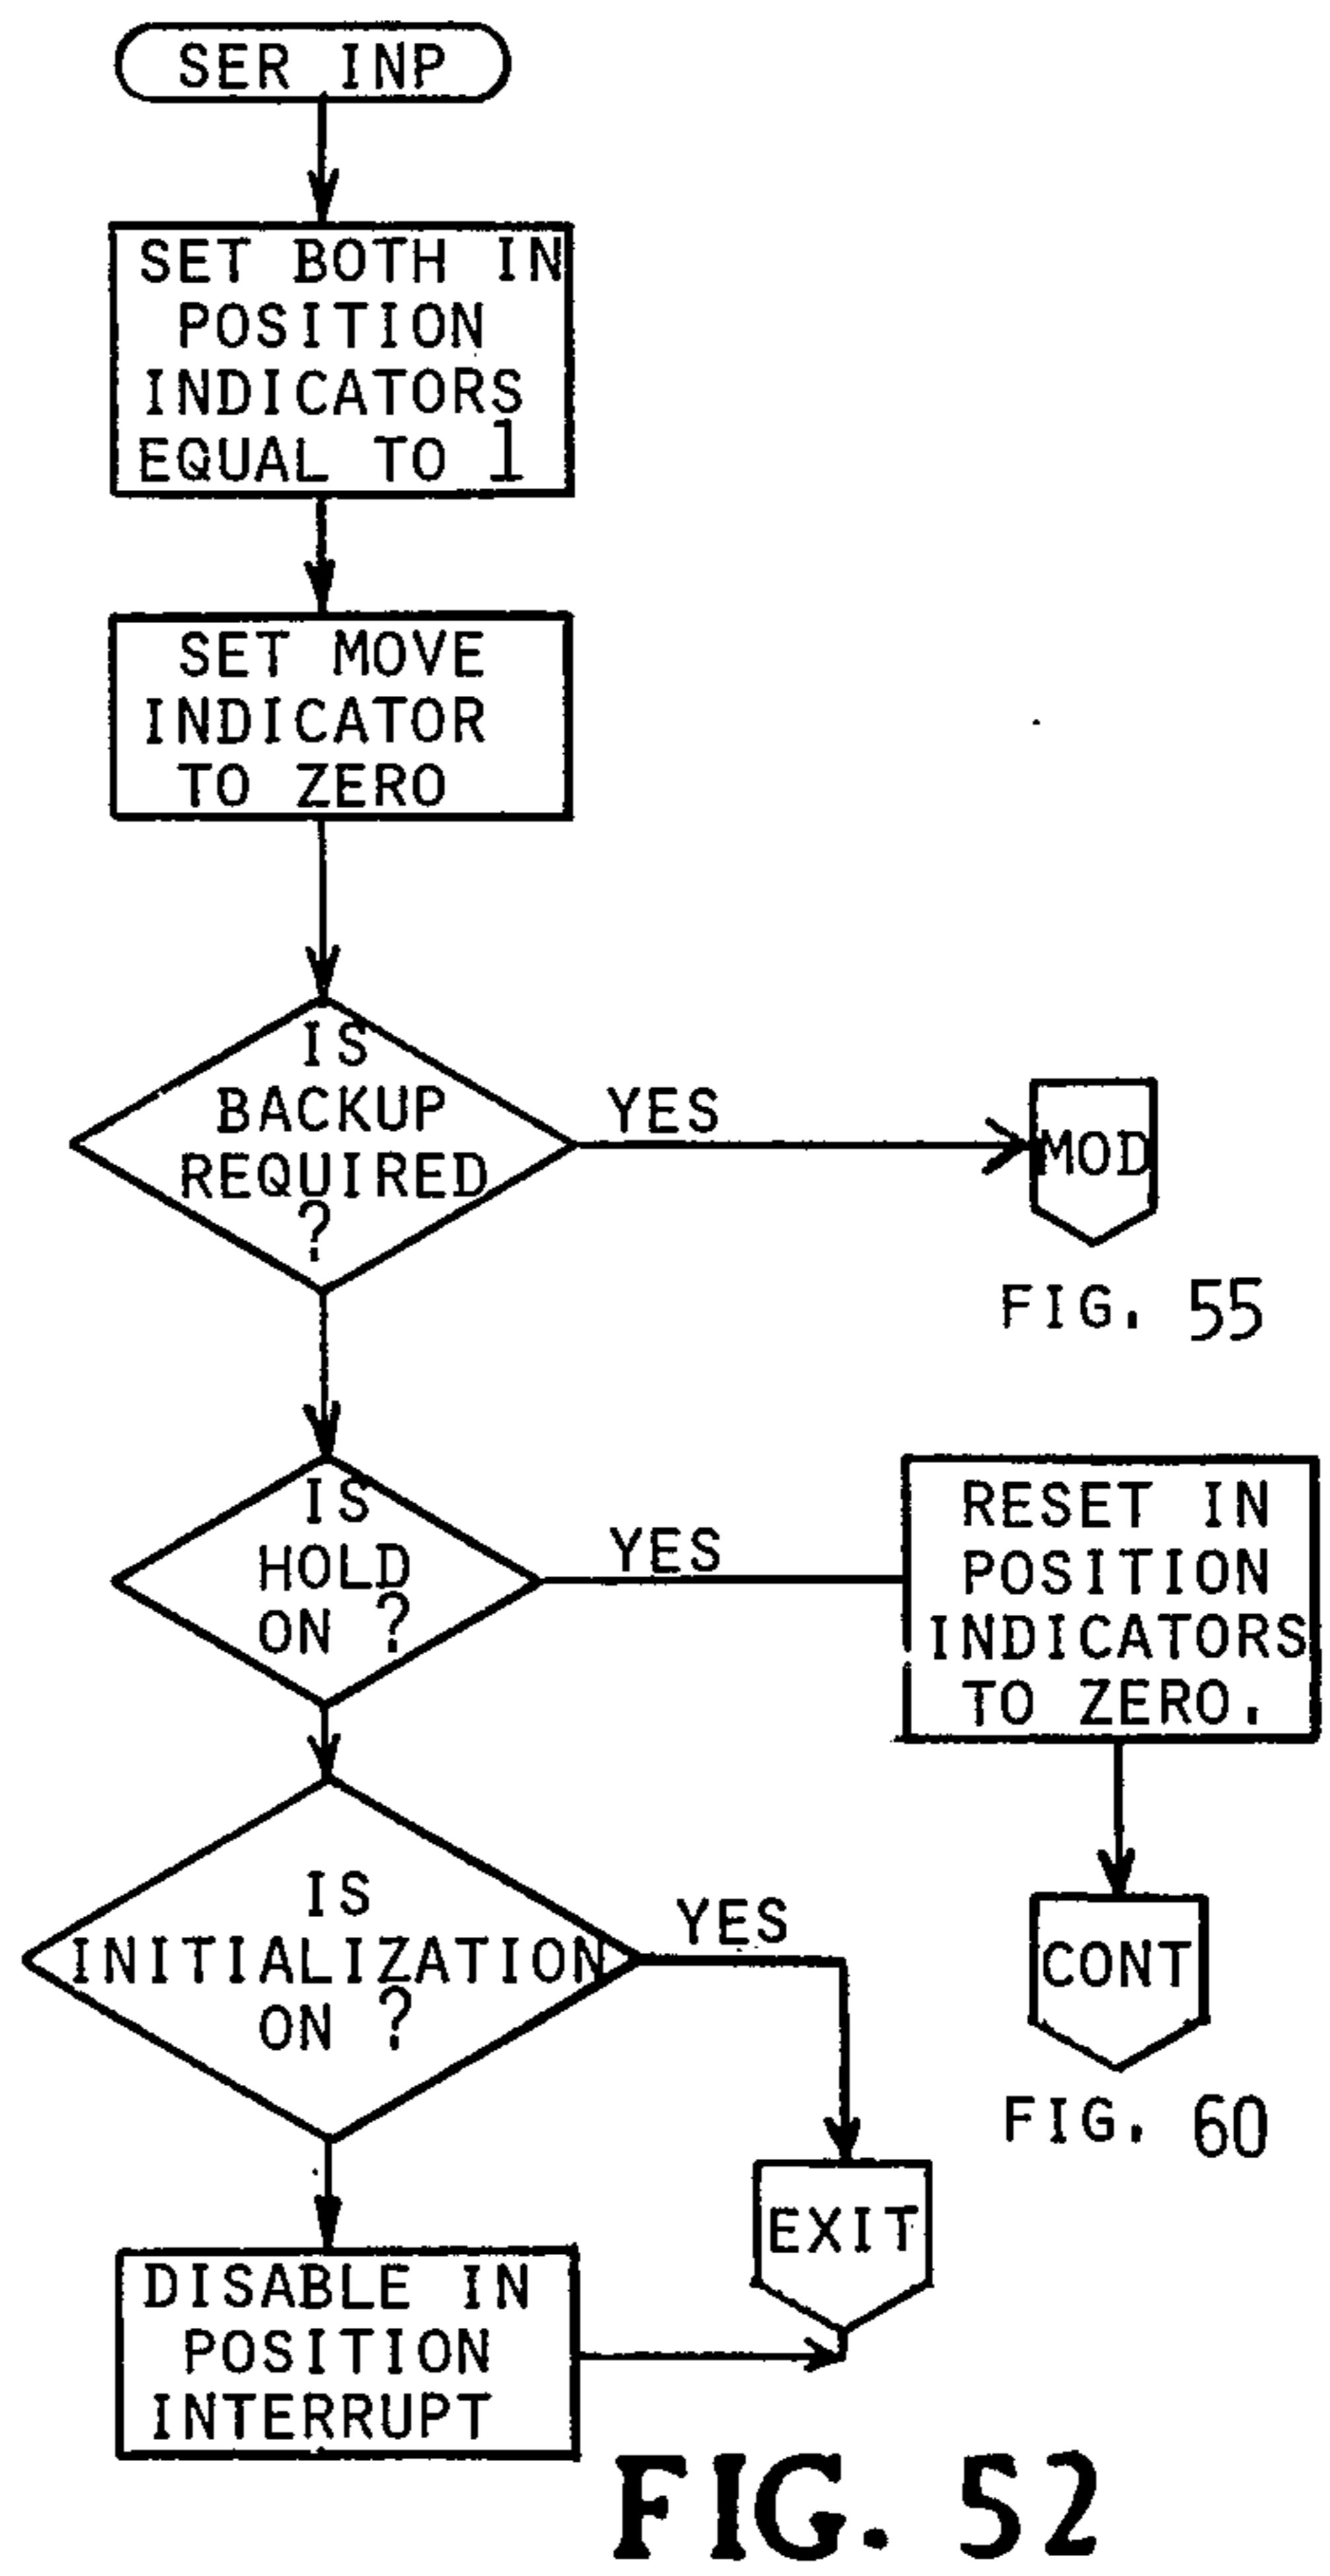 SER INP
SET BOTH IN
POSITION
INDICATORS
EQUAL TO 1
SET MOVE
INDICATOR
TO ZERO
IS
BACKUP
REQUIRED
?
YES
MOD
FIG. 55
IS
HOLD
ON ?
YES
RESET IN
POSITION
INDICATORS
TO ZERO.
CONT
FIG. 60
IS
INITIALIZATION
ON ?
YES
EXIT
DISABLE IN
POSITION
INTERRUPT
FIG. 52